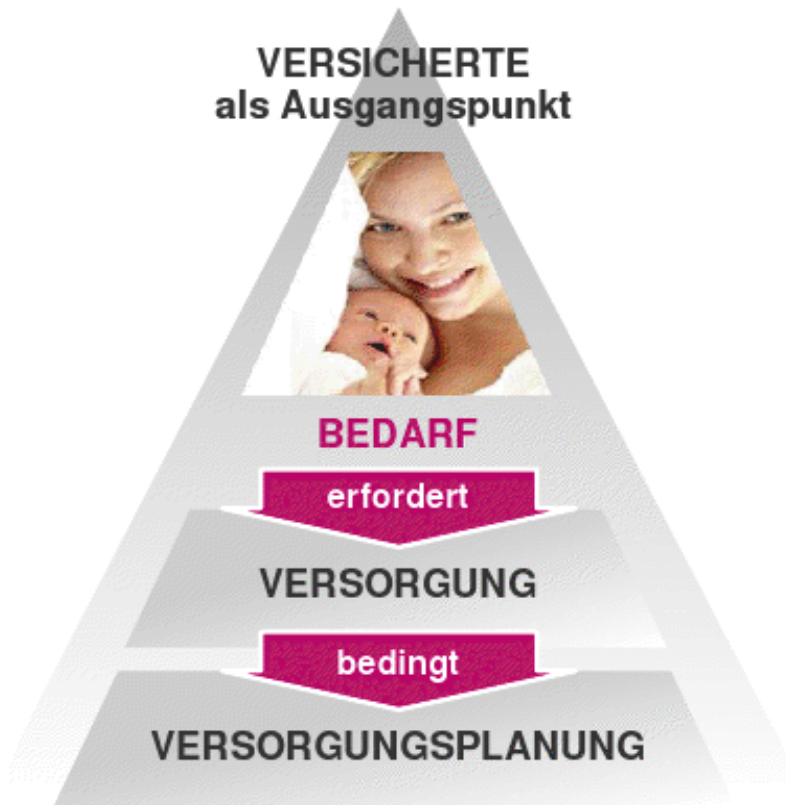 VERSICHERTE
als Ausgangspunkt
BEDARF
erfordert
VERSORGUNG
bedingt
VERSORGUNGSPLANUNG